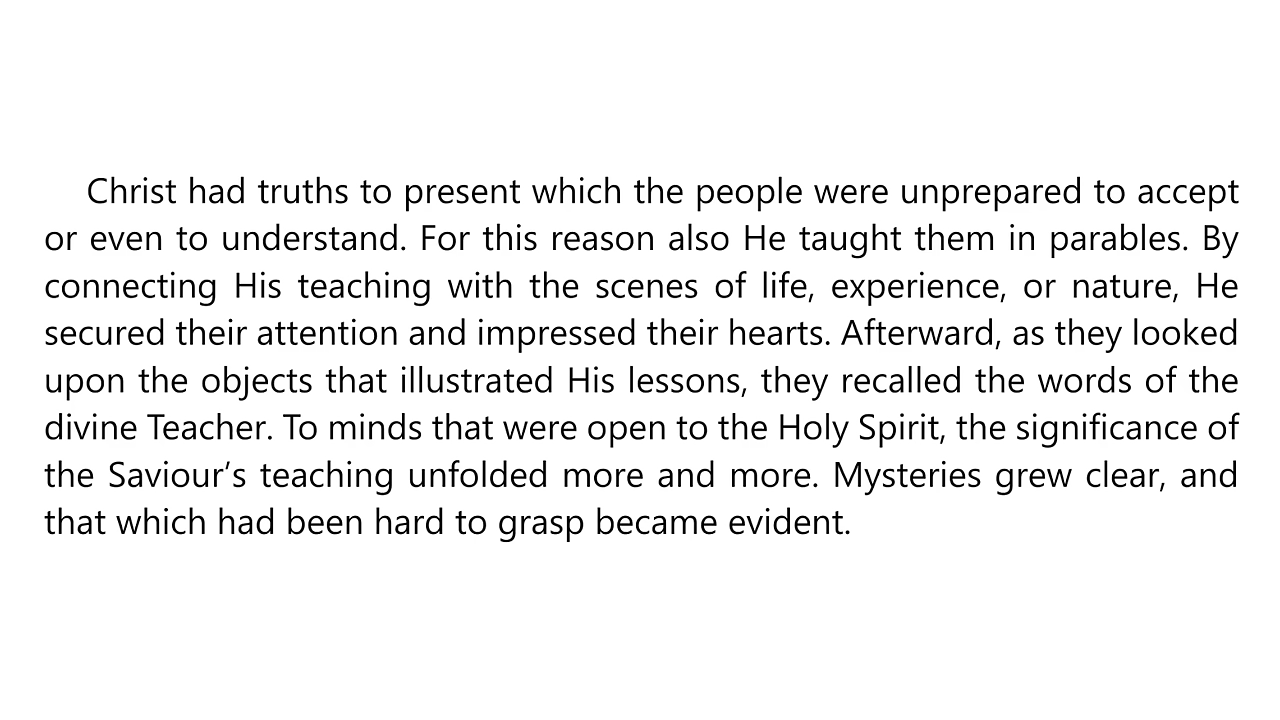 Christ had truths to present which the people were unprepared to accept
or even to understand. For this reason also He taught them in parables. By
connecting His teaching with the scenes of life, experience, or nature, He
secured their attention and impressed their hearts. Afterward, as they looked
upon the objects that illustrated His lessons, they recalled the words of the
divine Teacher. To minds that were open to the Holy Spirit, the significance of
the Saviour’s teaching unfolded more and more. Mysteries grew clear, and
that which had been hard to grasp became evident.